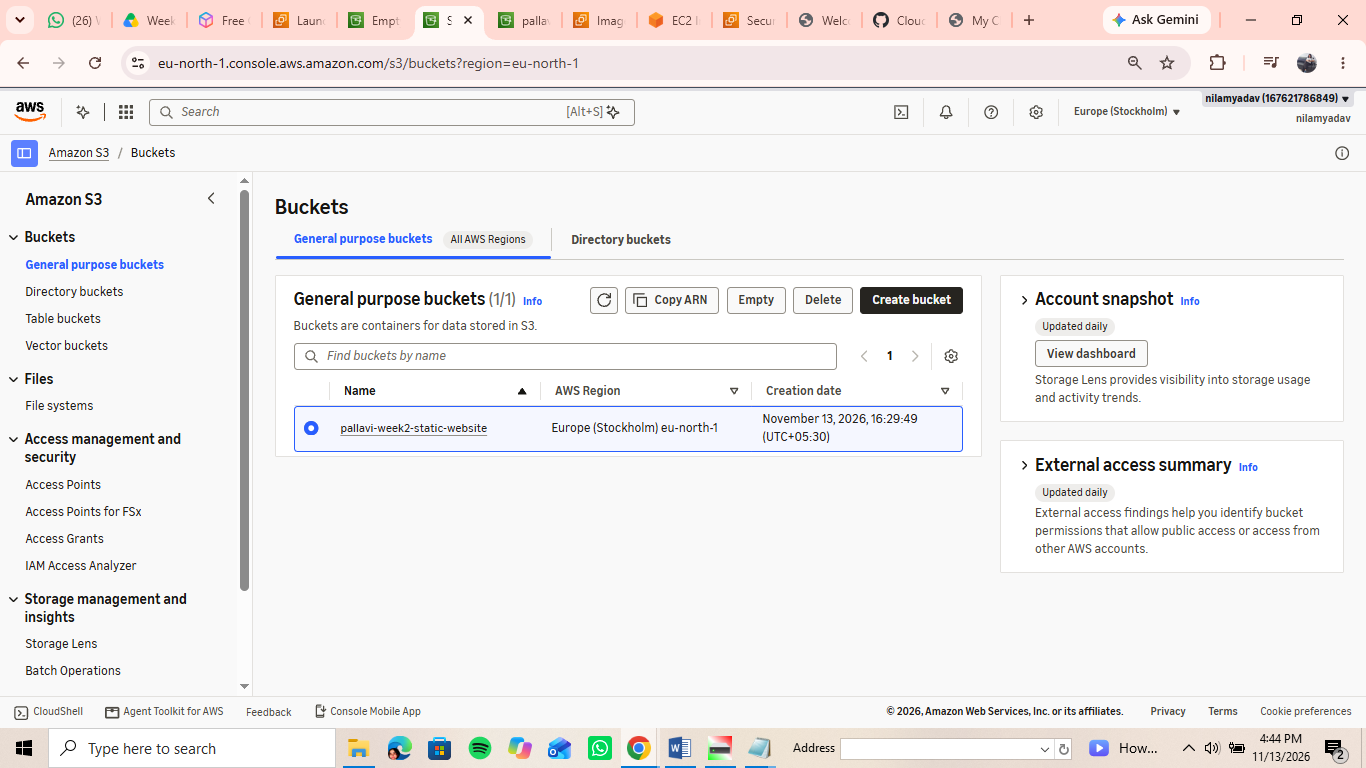 (26) W
Week
Free
Laun
Empt
S
palla
Imag
EC2 I
Secur
Welc
Cloud
My C
Ask Gemini
eu-north-1.console.aws.amazon.com/s3/buckets?region=eu-north-1
aws
Search
[Alt+S]
Europe (Stockholm)
nilamyadav (167621786849)
nilamyadav
Amazon S3 / Buckets
Amazon S3
Buckets
General purpose buckets
Directory buckets
Table buckets
Vector buckets
Files
File systems
Access management and
security
Access Points
Access Points for FSx
Access Grants
IAM Access Analyzer
Storage management and
insights
Storage Lens
Batch Operations
Buckets
General purpose buckets All AWS Regions
Directory buckets
General purpose buckets (1/1) Info
Copy ARN
Empty
Delete
Create bucket
Buckets are containers for data stored in S3.
Find buckets by name
1
Name
AWS Region
Creation date
pallavi-week2-static-website
Europe (Stockholm) eu-north-1
November 13, 2026, 16:29:49
(UTC+05:30)
Account snapshot Info
Updated daily
View dashboard
Storage Lens provides visibility into storage usage
and activity trends.
External access summary Info
Updated daily
External access findings help you identify bucket
permissions that allow public access or access from
other AWS accounts.
CloudShell
Agent Toolkit for AWS
Feedback
Console Mobile App
© 2026, Amazon Web Services, Inc. or its affiliates.
Privacy
Terms
Cookie preferences
Type here to search
Address
How...
4:44 PM
11/13/2026
2